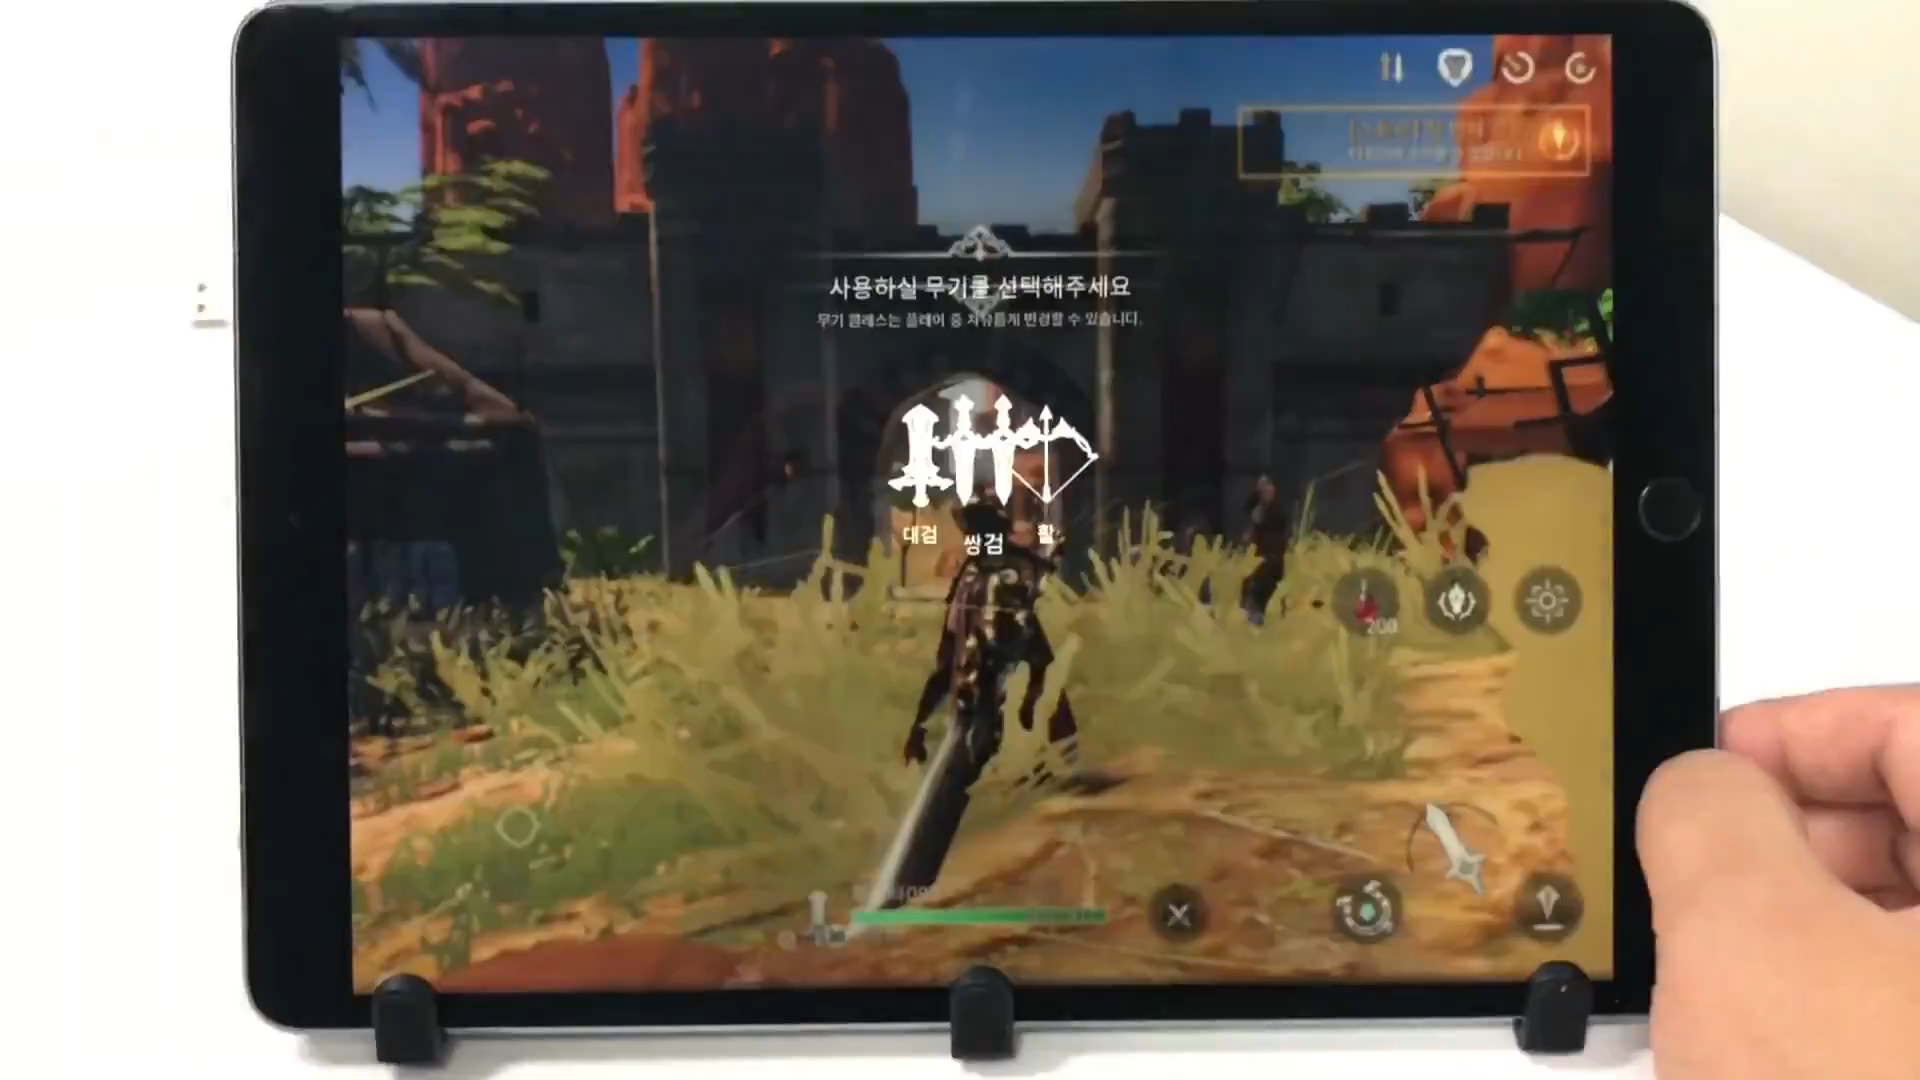 사용하실 무기를 선택해주세요
무기 클래스는 플레이 중 자유롭게 변경할 수 있습니다.
대검
쌍검
활
200